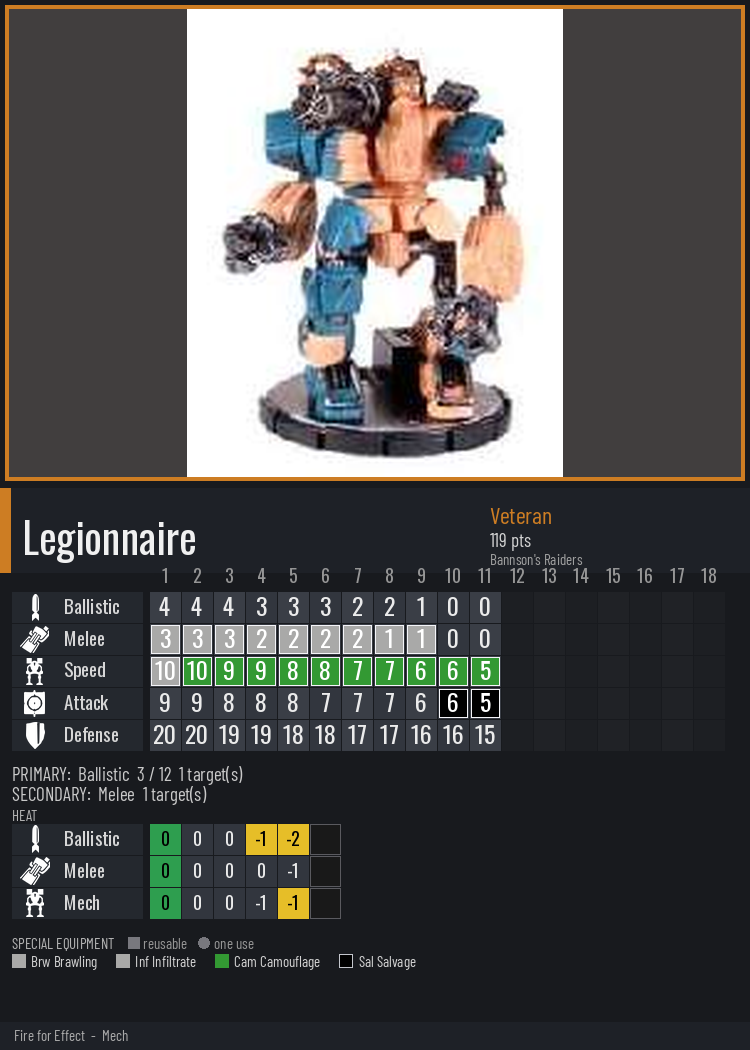 Legionnaire
Veteran
119 pts
Bannson's Raiders
1 2 3 4 5 6 7 8 9 10 11 12 13 14 15 16 17 18
Ballistic 4 4 4 3 3 3 2 2 1 0 0
Melee 3 3 3 2 2 2 2 1 1 0 0
Speed 10 10 9 9 8 8 7 7 6 6 5
Attack 9 9 8 8 8 7 7 7 6 6 5
Defense 20 20 19 19 18 18 17 17 16 16 15
PRIMARY: Ballistic 3 / 12 1 target(s)
SECONDARY: Melee 1 target(s)
HEAT
Ballistic 0 0 0 -1 -2
Melee 0 0 0 0 -1
Mech 0 0 0 -1 -1
SPECIAL EQUIPMENT reusable one use
Brw Brawling Inf Infiltrate Cam Camouflage Sal Salvage
Fire for Effect - Mech